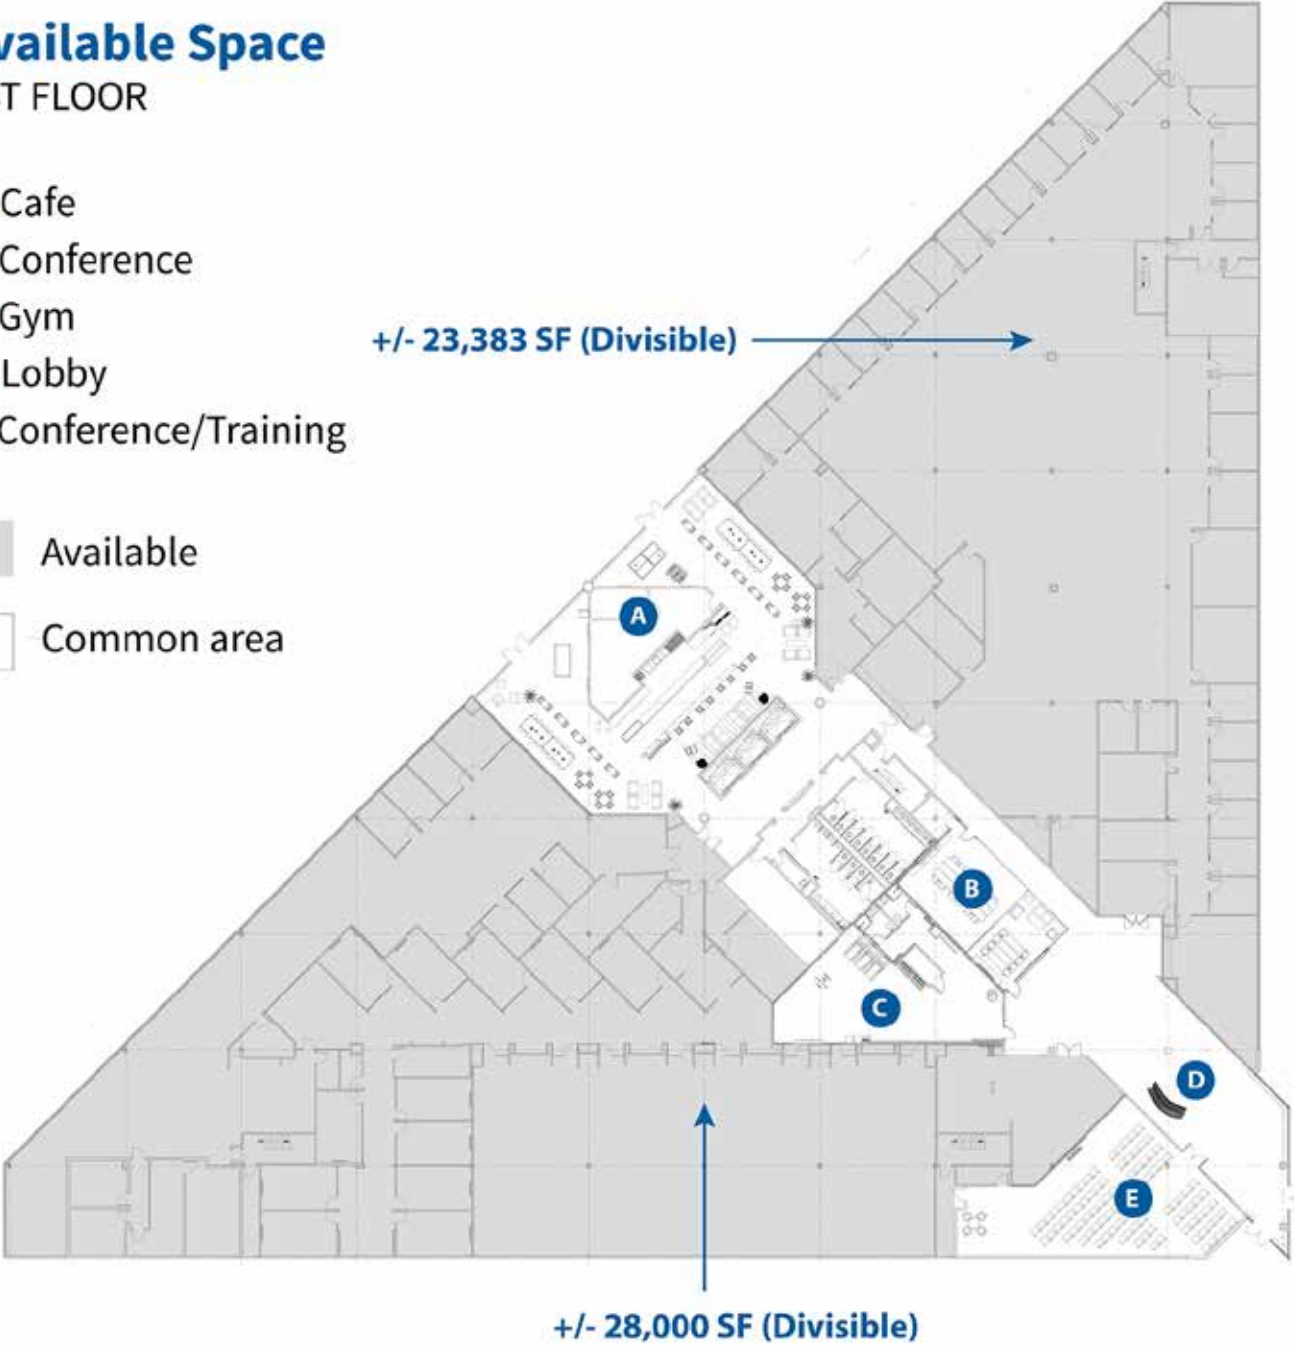 vailable Space
T FLOOR
Cafe
Conference
Gym
Lobby
Conference/Training
Available
Common area
+/- 23,383 SF (Divisible)
A
B
C
D
E
+/- 28,000 SF (Divisible)